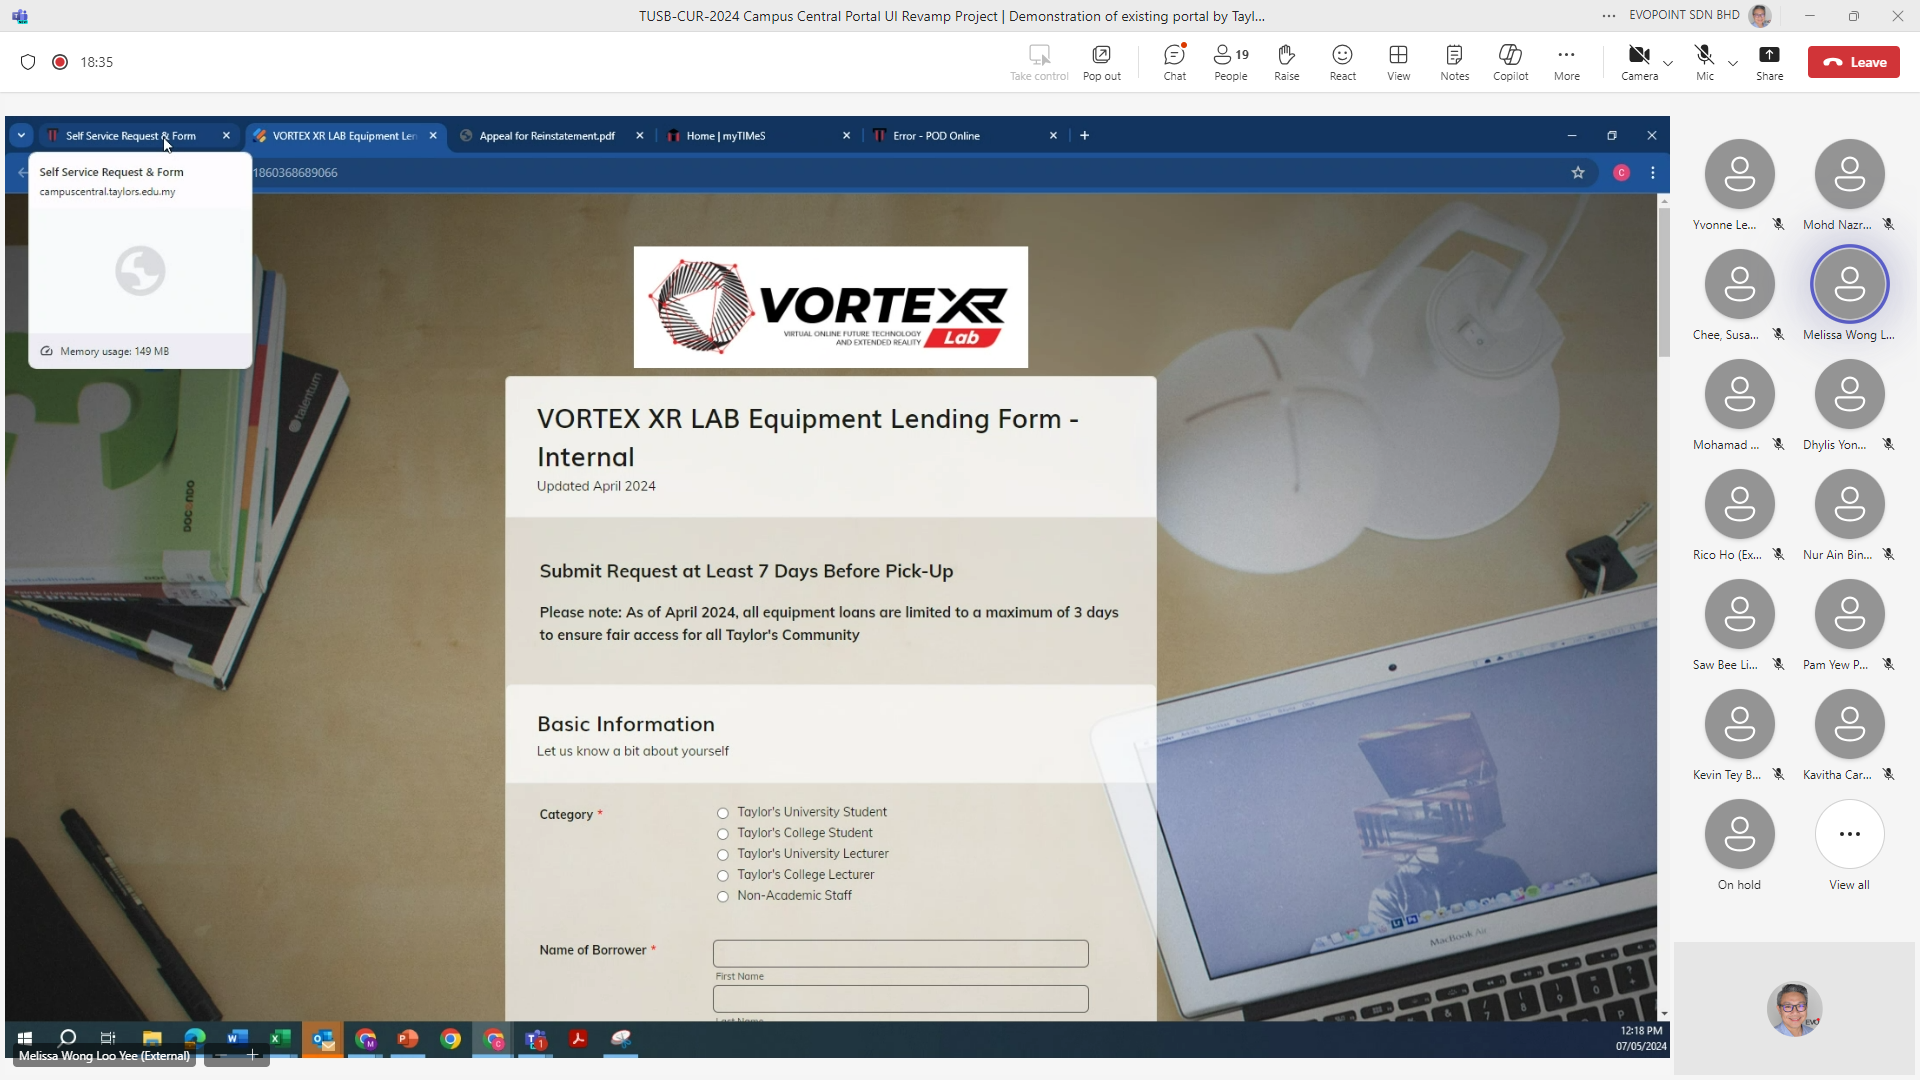 TUSB-CUR-2024 Campus Central Portal UI Revamp Project | Demonstration of existing portal by Tayl...
EVOPOINT SDN BHD
18:35
Take control
Pop out
Chat
19
People
Raise
React
View
Notes
Copilot
More
Camera
Mic
Share
Leave
Self Service Request & Form
VORTEX XR LAB Equipment Len
Appeal for Reinstatement.pdf
Home | myTIMeS
Error - POD Online
1860368689066
C
Self Service Request & Form
campuscentral.taylors.edu.my
Memory usage: 149 MB
VORTEXR
VIRTUAL ONLINE FUTURE TECHNOLOGY
AND EXTENDED REALITY
Lab
talentum
DOCENDO
VORTEX XR LAB Equipment Lending Form -
Internal
Updated April 2024
Submit Request at Least 7 Days Before Pick-Up
Please note: As of April 2024, all equipment loans are limited to a maximum of 3 days
to ensure fair access for all Taylor's Community
Basic Information
Let us know a bit about yourself
Category *
Taylor's University Student
Taylor's College Student
Taylor's University Lecturer
Taylor's College Lecturer
Non-Academic Staff
Name of Borrower *
First Name
Last Name
MacBook Air
12:18 PM
07/05/2024
Melissa Wong Loo Yee (External)
Yvonne Le...
Mohd Nazr...
Chee, Susa...
Melissa Wong L...
Mohamad ...
Dhylis Yon...
Rico Ho (Ex...
Nur Ain Bin...
Saw Bee Li...
Pam Yew P...
Kevin Tey B...
Kavitha Car...
On hold
View all